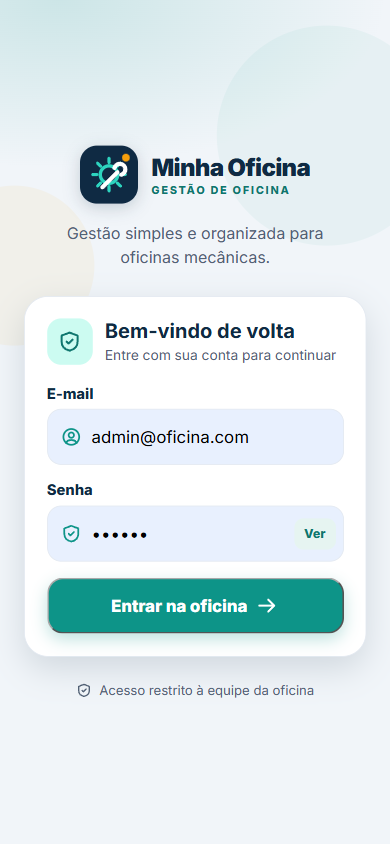 Minha Oficina
GESTÃO DE OFICINA
Gestão simples e organizada para
oficinas mecânicas.
Bem-vindo de volta
Entre com sua conta para continuar
E-mail
admin@oficina.com
Senha
••••••
Ver
Entrar na oficina →
Acesso restrito à equipe da oficina